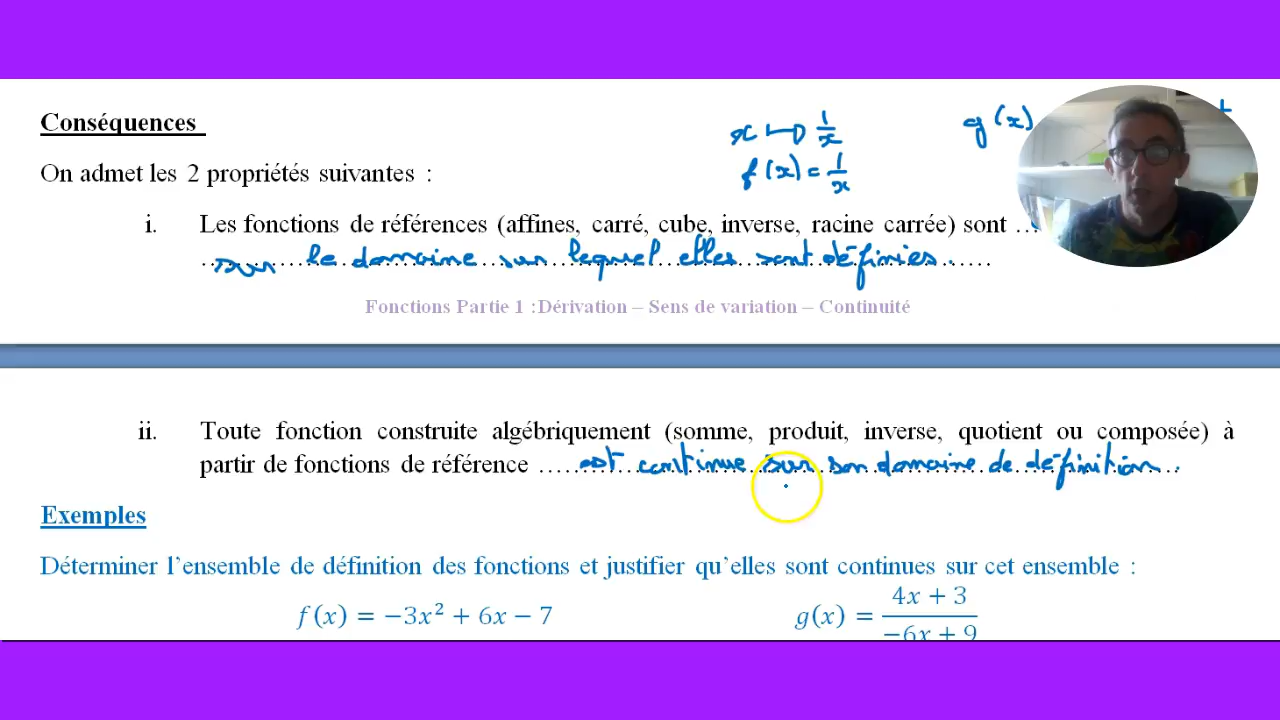 Conséquences
x ↦ 1/x
g(x)
On admet les 2 propriétés suivantes :
f(x) = 1/x
i. Les fonctions de références (affines, carré, cube, inverse, racine carrée) sont ...
sur le domaine sur lequel elles sont définies.
Fonctions Partie 1 :Dérivation – Sens de variation – Continuité
ii. Toute fonction construite algébriquement (somme, produit, inverse, quotient ou composée) à
partir de fonctions de référence ... est continue sur son domaine de définition.
Exemples
Déterminer l'ensemble de définition des fonctions et justifier qu'elles sont continues sur cet ensemble :
f(x) = −3x² + 6x − 7
g(x) = (4x + 3)/(−6x + 9)